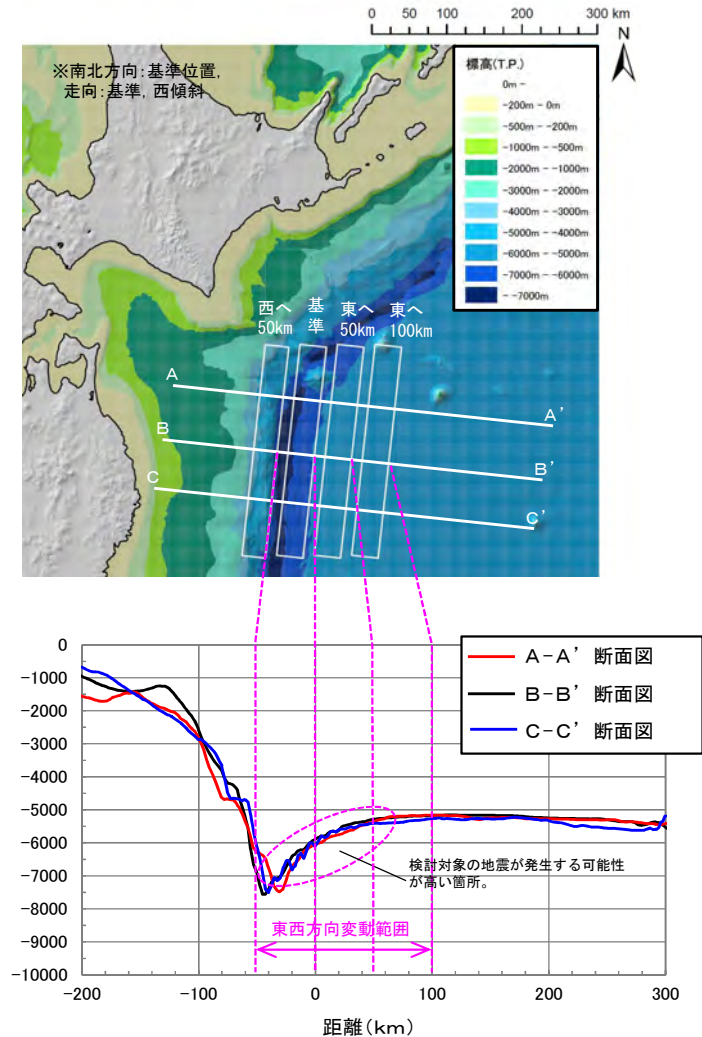 0 50 100 200 300 km
25
N
※南北方向：基準位置，
走向：基準，西傾斜
標高(T.P.)
0m -
-200m - 0m
-500m - -200m
-1000m - -500m
-2000m - -1000m
-3000m - -2000m
-4000m - -3000m
-5000m - -4000m
-6000m - -5000m
-7000m - -6000m
- -7000m
西へ
50km
基
準
東へ
50km
東へ
100km
A
A’
B
B’
C
C’
0
-1000
-2000
-3000
-4000
-5000
-6000
-7000
-8000
-9000
-10000
A-A’ 断面図
B-B’ 断面図
C-C’ 断面図
検討対象の地震が発生する可能性
が高い箇所。
東西方向変動範囲
-200 -100 0 100 200 300
距離(km)